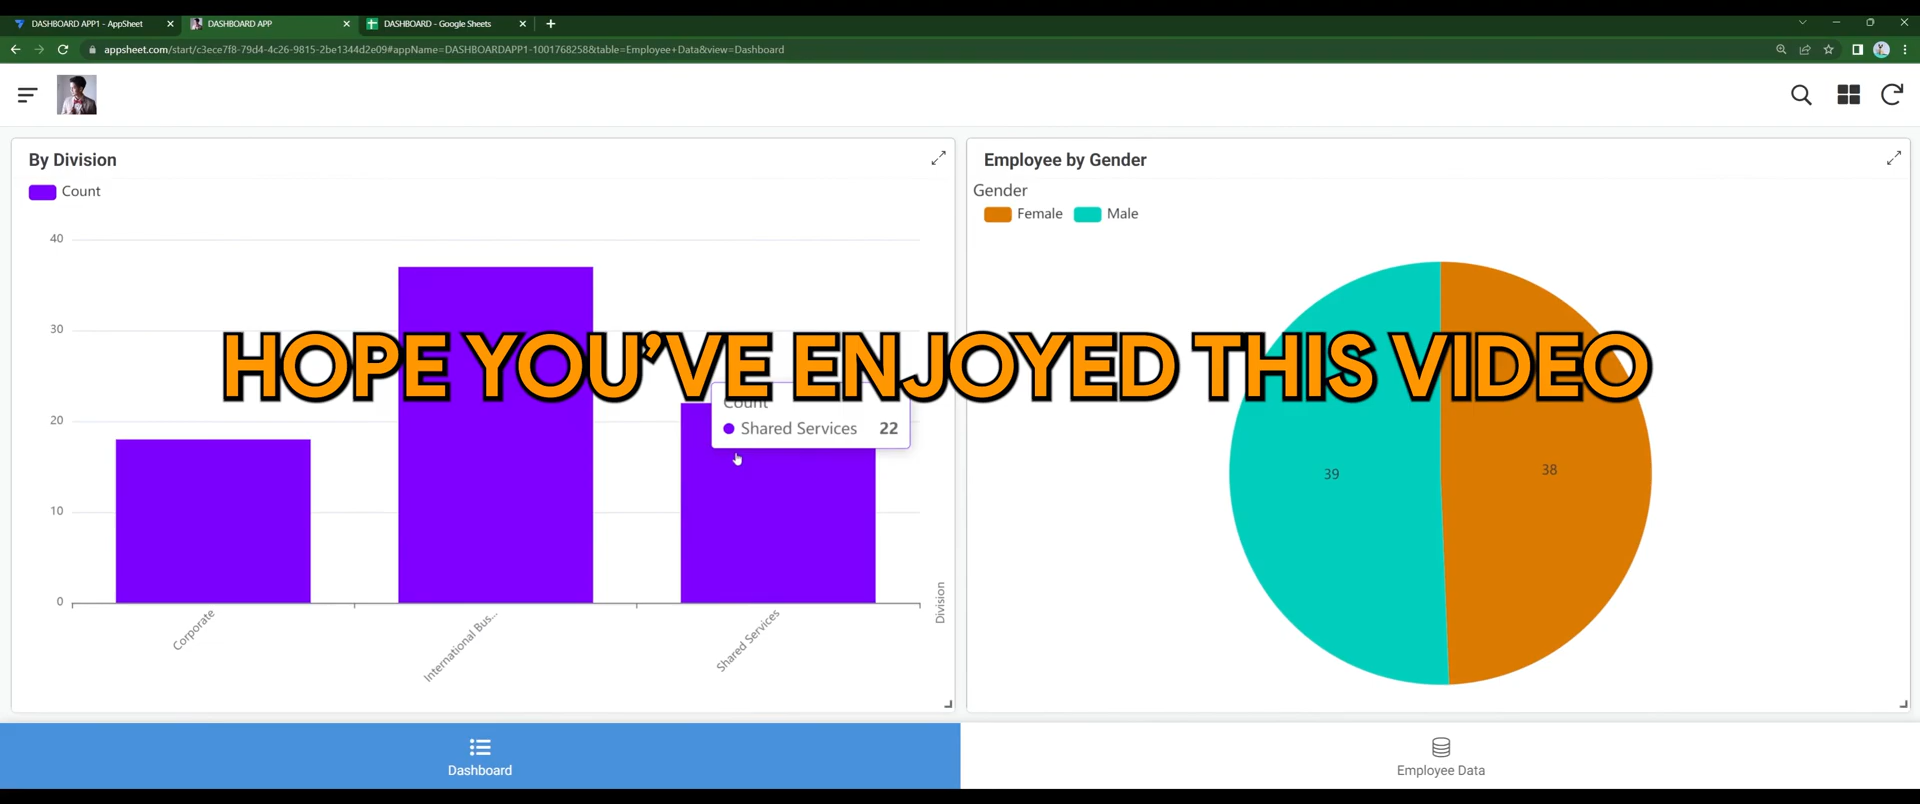 DASHBOARD APP1 - AppSheet
DASHBOARD APP
DASHBOARD - Google Sheets
appsheet.com/start/c3ece7f8-79d4-4c26-9815-2be1344d2e09#appName=DASHBOARDAPP1-1001768258&table=Employee+Data&view=Dashboard
By Division
Count
40
30
20
10
0
Corporate
International Bus...
Shared Services
Division
Count
Shared Services 22
Employee by Gender
Gender
Female Male
39
38
HOPE YOU'VE ENJOYED THIS VIDEO
Dashboard
Employee Data